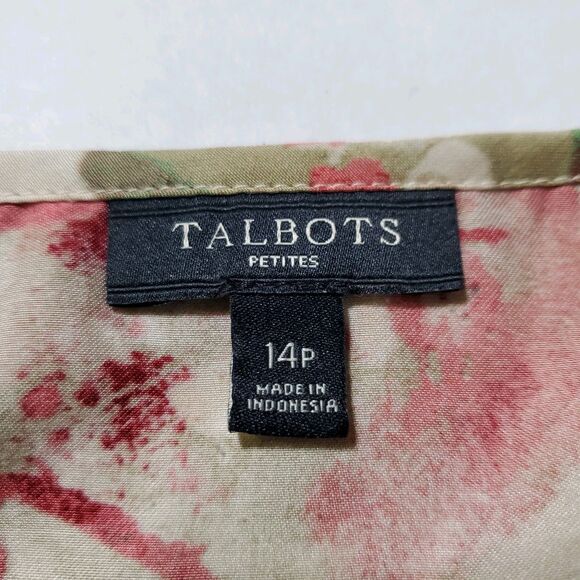 TALBOTS
PETITES
14P
MADE IN
INDONESIA